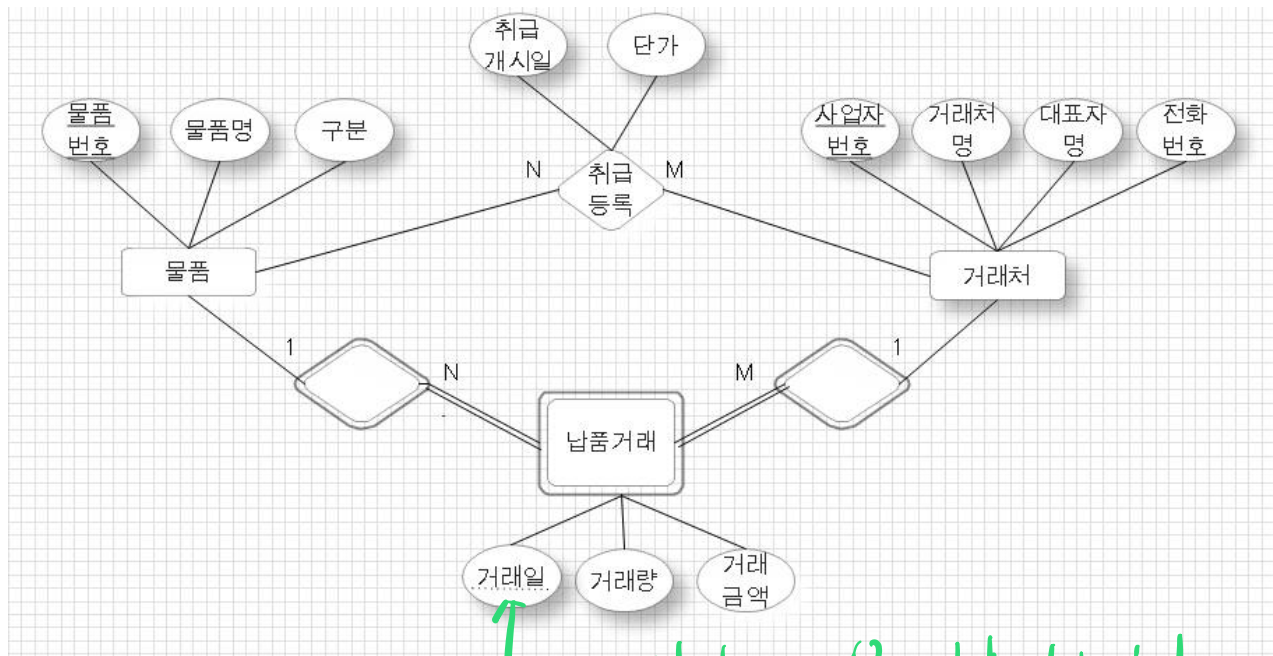 취급
개시일
단가
물품
번호
물품명
구분
사업자
번호
거래처
명
대표자
명
전화
번호
N
취급
등록
M
물품
거래처
1
N
M
1
납품거래
거래일
거래량
거래
금액